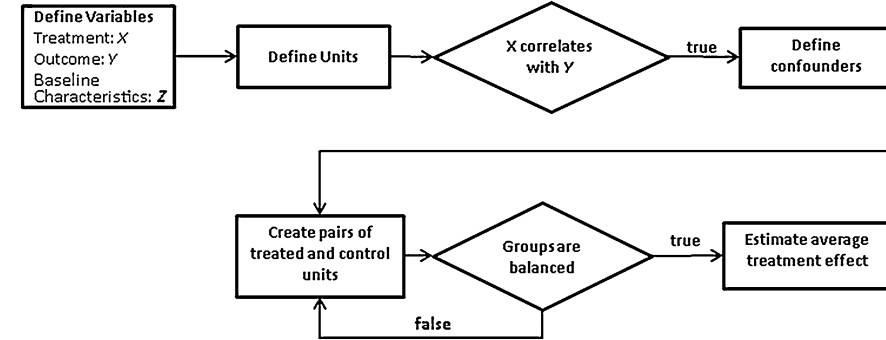 Define Variables
Treatment: X
Outcome: Y
Baseline
Characteristics: Z
Define Units
X correlates
with Y
true
Define
confounders
Create pairs of
treated and control
units
Groups are
balanced
true
Estimate average
treatment effect
false